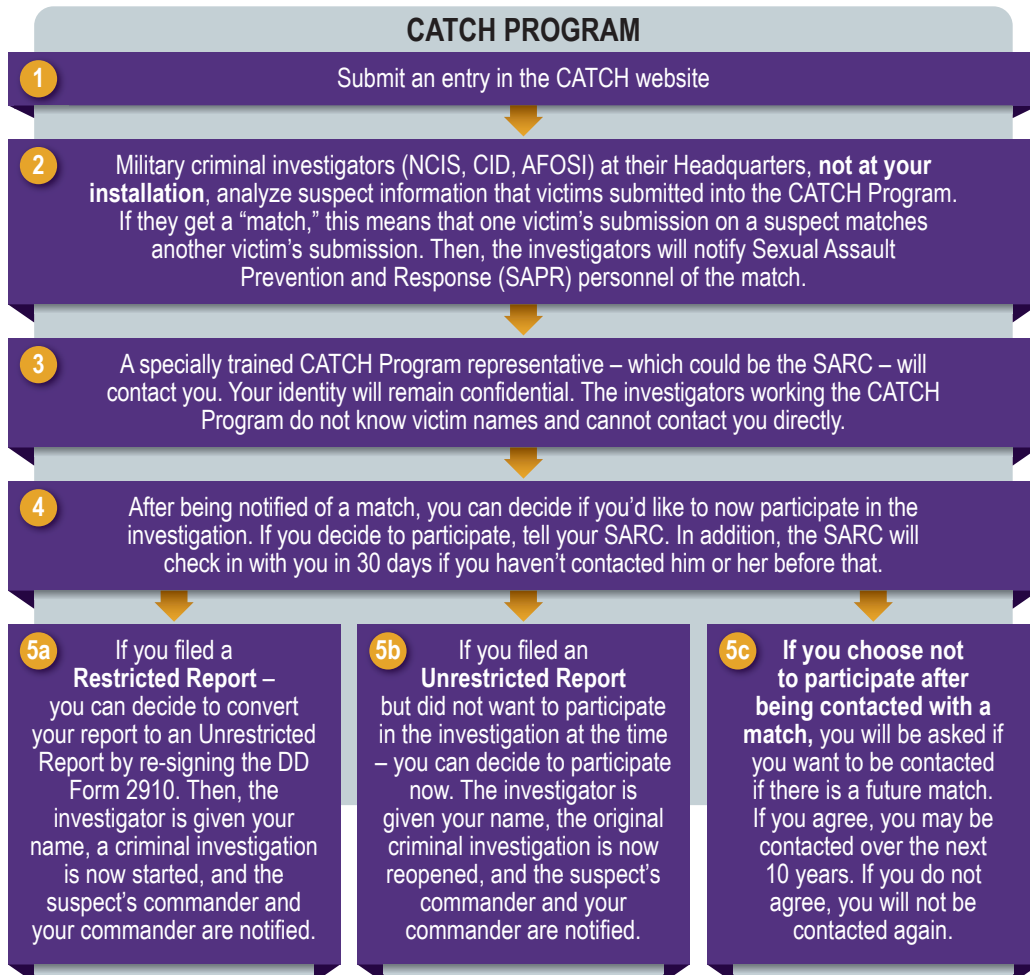 CATCH PROGRAM
1
Submit an entry in the CATCH website
2
Military criminal investigators (NCIS, CID, AFOSI) at their Headquarters, not at your
installation, analyze suspect information that victims submitted into the CATCH Program.
If they get a “match,” this means that one victim’s submission on a suspect matches
another victim’s submission. Then, the investigators will notify Sexual Assault
Prevention and Response (SAPR) personnel of the match.
3
A specially trained CATCH Program representative – which could be the SARC – will
contact you. Your identity will remain confidential. The investigators working the CATCH
Program do not know victim names and cannot contact you directly.
4
After being notified of a match, you can decide if you’d like to now participate in the
investigation. If you decide to participate, tell your SARC. In addition, the SARC will
check in with you in 30 days if you haven’t contacted him or her before that.
5a
If you filed a
Restricted Report –
you can decide to convert
your report to an Unrestricted
Report by re-signing the DD
Form 2910. Then, the
investigator is given your
name, a criminal investigation
is now started, and the
suspect’s commander and
your commander are notified.
5b
If you filed an
Unrestricted Report
but did not want to participate
in the investigation at the time
– you can decide to participate
now. The investigator is
given your name, the original
criminal investigation is now
reopened, and the suspect’s
commander and your
commander are notified.
5c
If you choose not
to participate after
being contacted with a
match, you will be asked if
you want to be contacted
if there is a future match.
If you agree, you may be
contacted over the next
10 years. If you do not
agree, you will not be
contacted again.